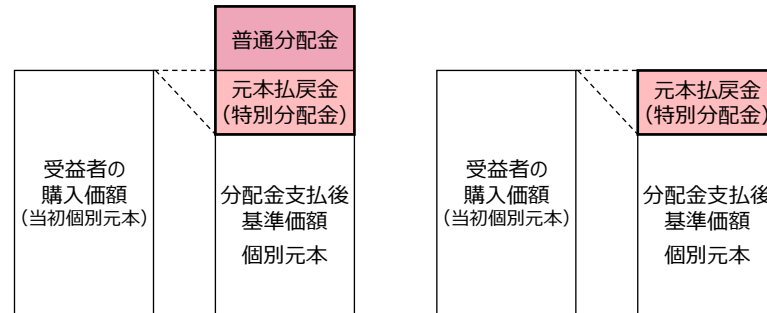 普通分配金
元本払戻金
（特別分配金）
受益者の
購入価額
（当初個別元本）
分配金支払後
基準価額
個別元本
元本払戻金
（特別分配金）
受益者の
購入価額
（当初個別元本）
分配金支払後
基準価額
個別元本